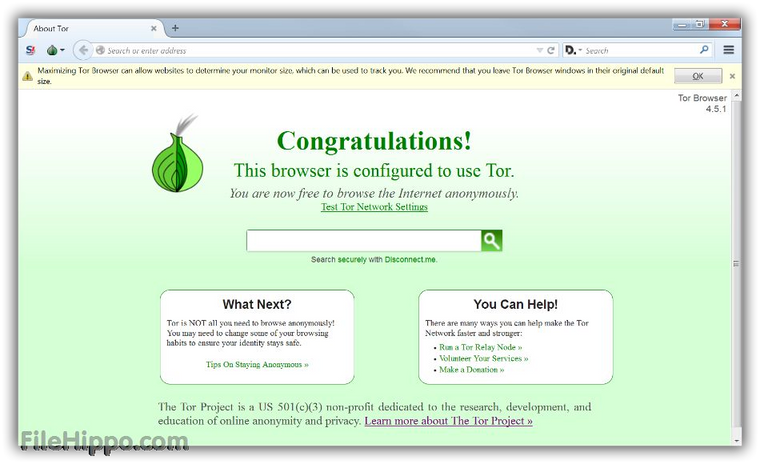 About Tor
Search or enter address
Search
Maximizing Tor Browser can allow websites to determine your monitor size, which can be used to track you. We recommend that you leave Tor Browser windows in their original default
size.
OK
Tor Browser
4.5.1
Congratulations!
This browser is configured to use Tor.
You are now free to browse the Internet anonymously.
Test Tor Network Settings
Search securely with Disconnect.me.
What Next?
Tor is NOT all you need to browse anonymously!
You may need to change some of your browsing
habits to ensure your identity stays safe.
Tips On Staying Anonymous »
You Can Help!
There are many ways you can help make the Tor
Network faster and stronger:
• Run a Tor Relay Node »
• Volunteer Your Services »
• Make a Donation »
The Tor Project is a US 501(c)(3) non-profit dedicated to the research, development, and
education of online anonymity and privacy. Learn more about The Tor Project »
FileHippo.com